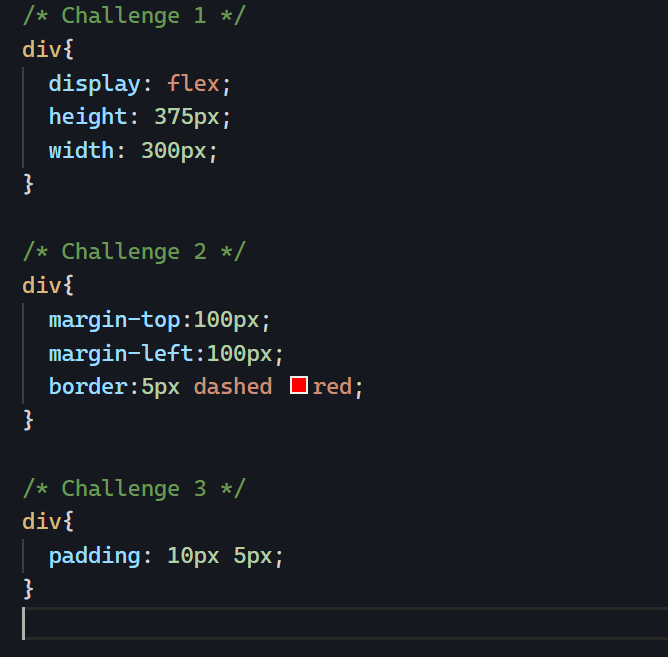 /* Challenge 1 */
div{
display: flex;
height: 375px;
width: 300px;
}
/* Challenge 2 */
div{
margin-top:100px;
margin-left:100px;
border:5px dashed red;
}
/* Challenge 3 */
div{
padding: 10px 5px;
}